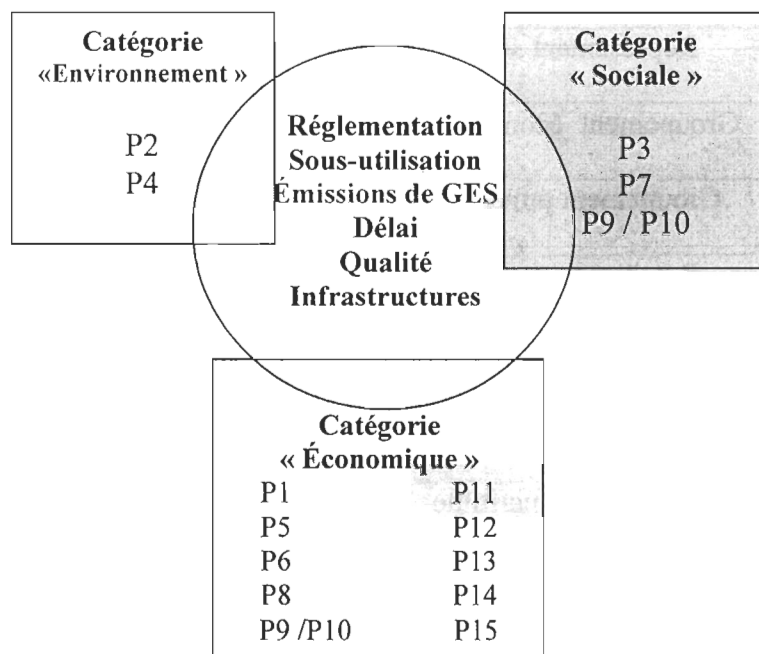 Catégorie
«Environnement »
P2
P4
Catégorie
« Sociale »
P3
P7
P9 / P10
Réglementation
Sous-utilisation
Émissions de GES
Délai
Qualité
Infrastructures
Catégorie
« Économique »
P1 P11
P5 P12
P6 P13
P8 P14
P9 /P10 P15